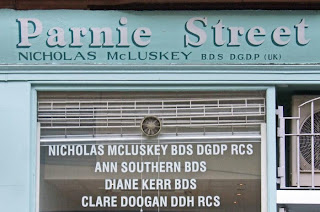 Parnie Street
NICHOLAS McLUSKEY BDS DGDP (UK)
NICHOLAS MCLUSKEY BDS DGDP RCS
ANN SOUTHERN BDS
DIANE KERR BDS
CLARE DOOGAN DDH RCS